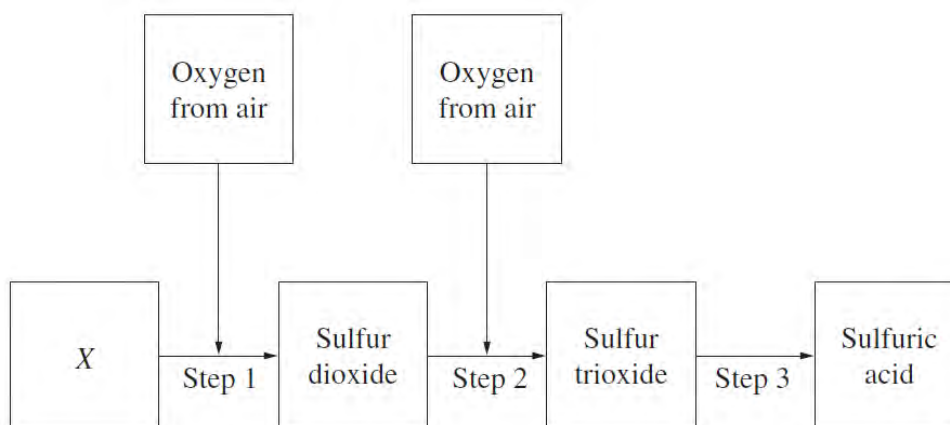 Oxygen
from air
Oxygen
from air
X
Step 1
Sulfur
dioxide
Step 2
Sulfur
trioxide
Step 3
Sulfuric
acid